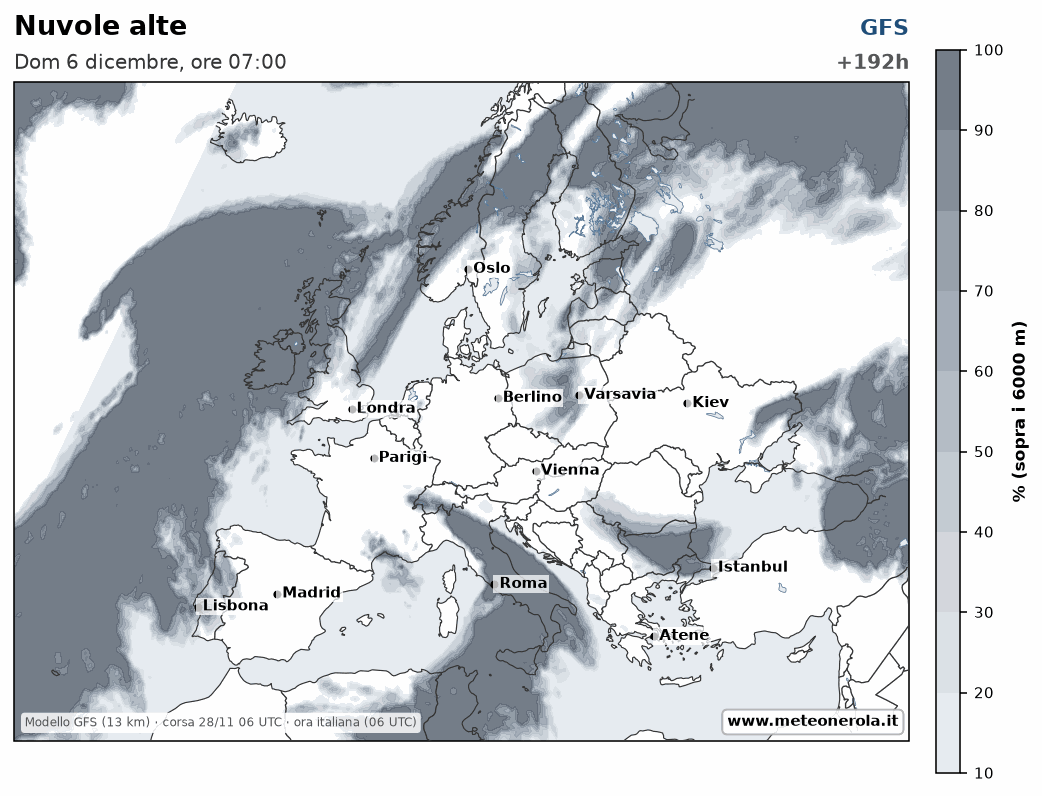 Nuvole alte
GFS
Dom 6 dicembre, ore 07:00
+192h
100
90
80
70
60
50
40
30
20
10
% (sopra i 6000 m)
Oslo
Berlino
Varsavia
Kiev
Londra
Parigi
Vienna
Istanbul
Roma
Madrid
Lisbona
Atene
Modello GFS (13 km) · corsa 28/11 06 UTC · ora italiana (06 UTC)
www.meteonerola.it